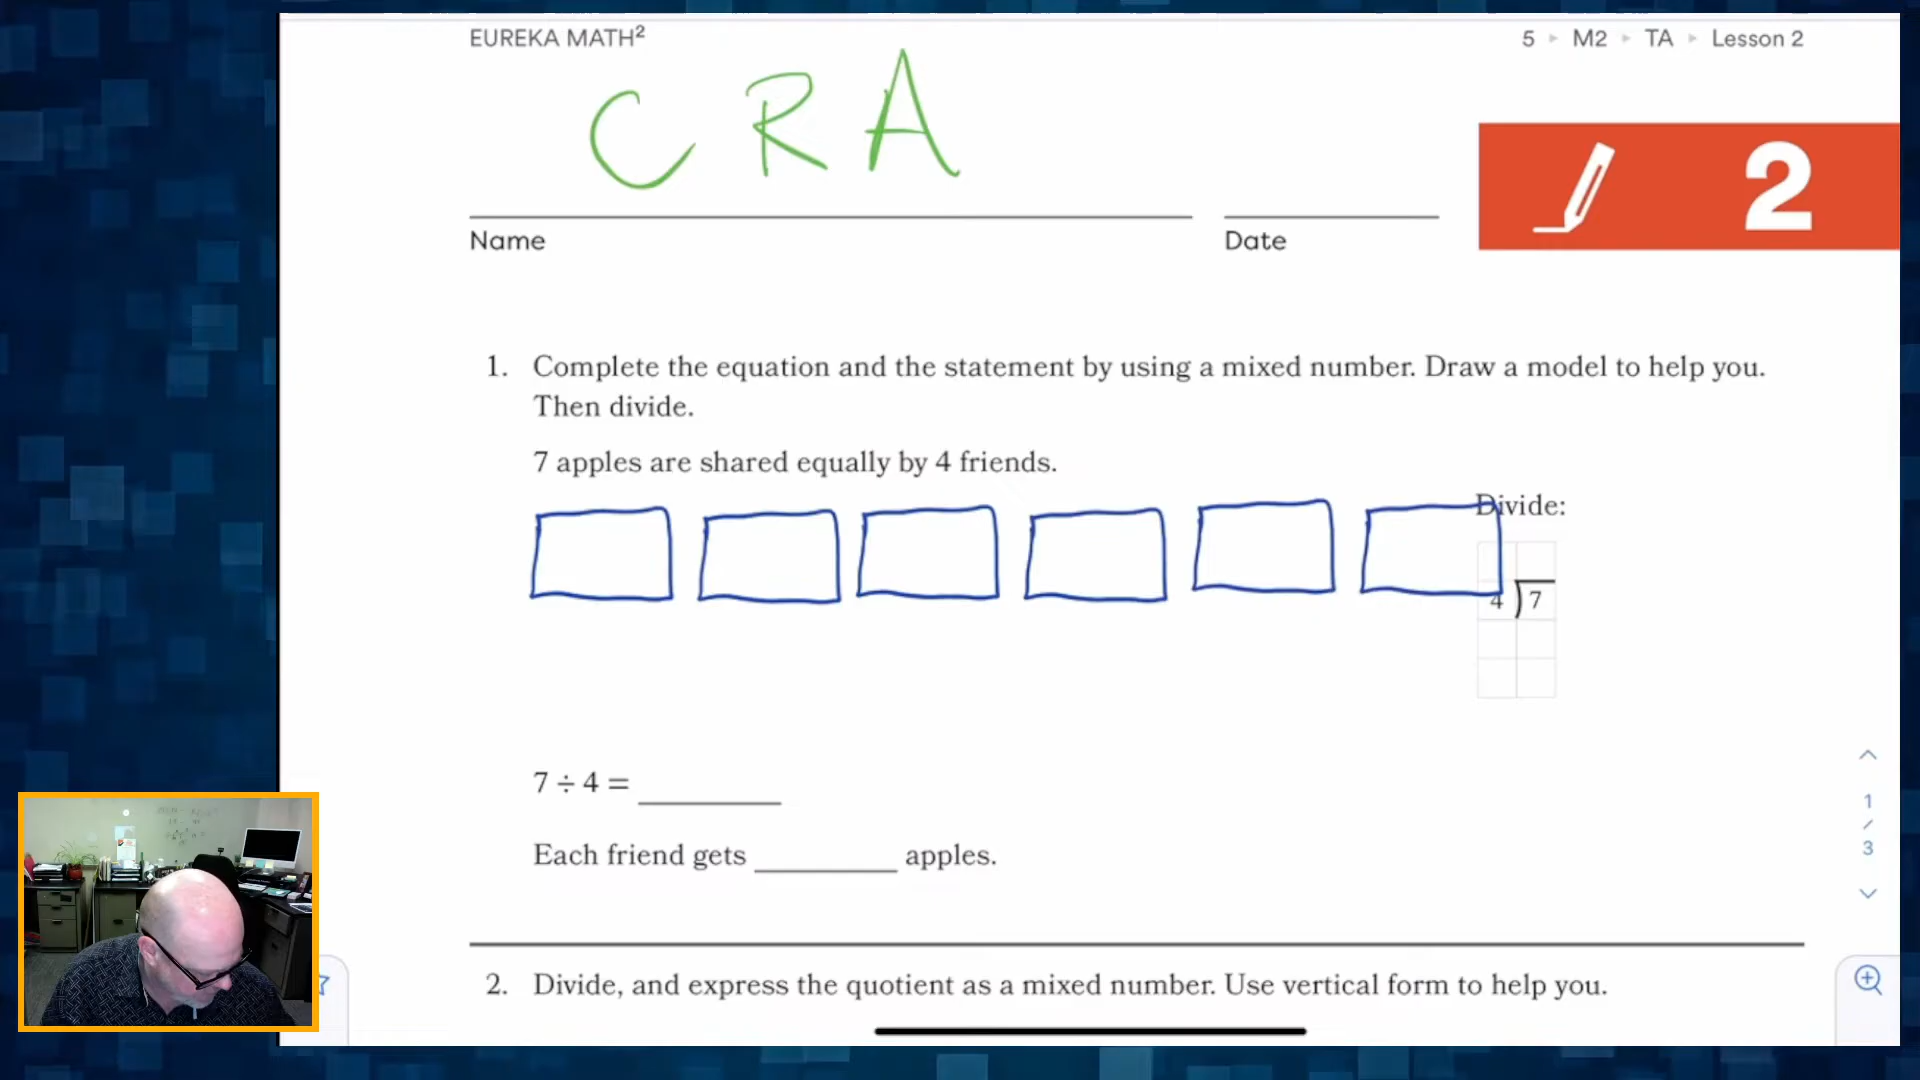 EUREKA MATH²
5 ▸ M2 ▸ TA ▸ Lesson 2
C R A
2
Name
Date
1. Complete the equation and the statement by using a mixed number. Draw a model to help you.
Then divide.
7 apples are shared equally by 4 friends.
Divide:
4 7
7 ÷ 4 =
Each friend gets ________ apples.
1
/
3
2. Divide, and express the quotient as a mixed number. Use vertical form to help you.